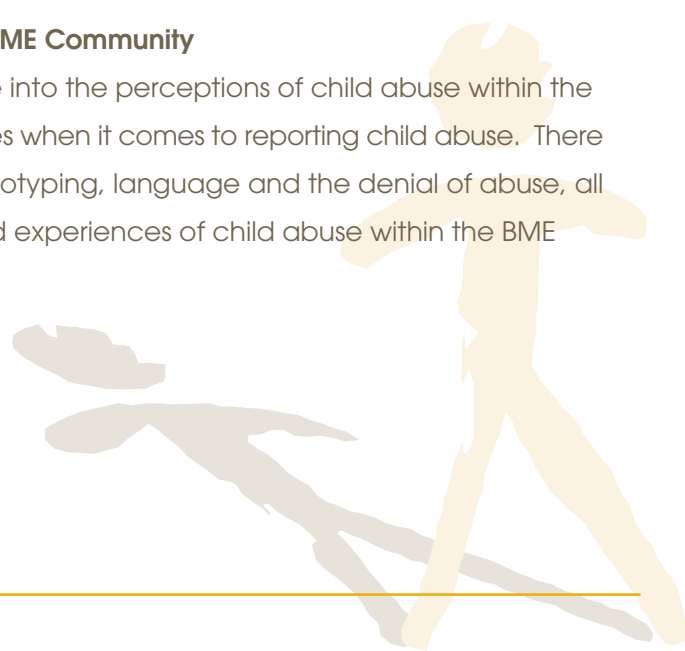 ME Community
into the perceptions of child abuse within the
es when it comes to reporting child abuse. There
otyping, language and the denial of abuse, all
d experiences of child abuse within the BME